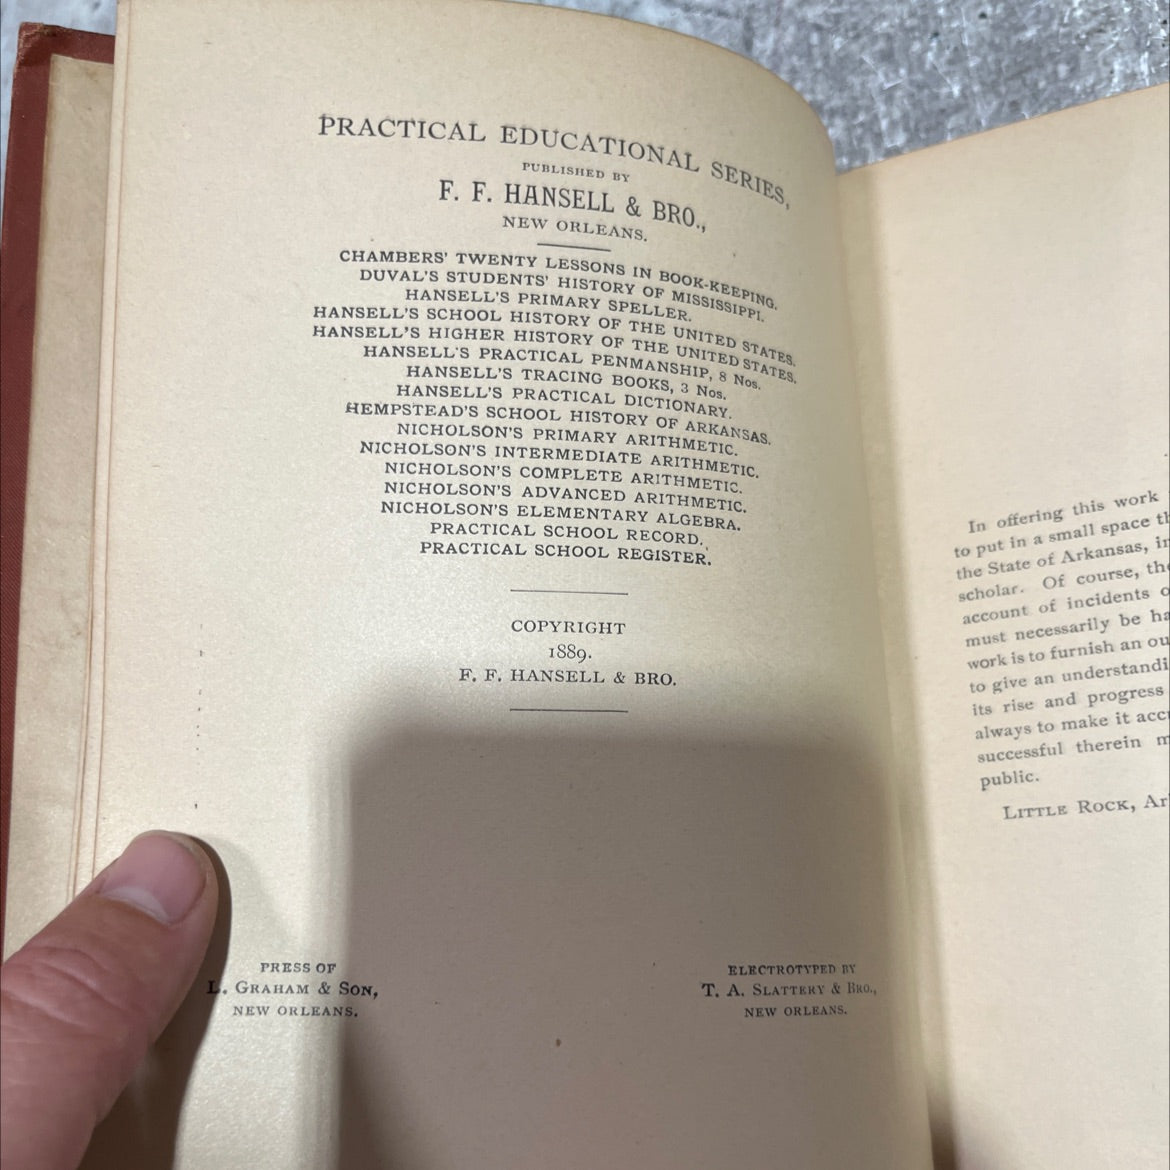 PRACTICAL EDUCATIONAL SERIES,
PUBLISHED BY
F. F. HANSELL & BRO.,
NEW ORLEANS.
CHAMBERS' TWENTY LESSONS IN BOOK-KEEPING.
DUVAL'S STUDENTS' HISTORY OF MISSISSIPPI.
HANSELL'S PRIMARY SPELLER.
HANSELL'S SCHOOL HISTORY OF THE UNITED STATES.
HANSELL'S HIGHER HISTORY OF THE UNITED STATES.
HANSELL'S PRACTICAL PENMANSHIP, 8 Nos.
HANSELL'S TRACING BOOKS, 3 Nos.
HANSELL'S PRACTICAL DICTIONARY.
HEMPSTEAD'S SCHOOL HISTORY OF ARKANSAS.
NICHOLSON'S PRIMARY ARITHMETIC.
NICHOLSON'S INTERMEDIATE ARITHMETIC.
NICHOLSON'S COMPLETE ARITHMETIC.
NICHOLSON'S ADVANCED ARITHMETIC.
NICHOLSON'S ELEMENTARY ALGEBRA.
PRACTICAL SCHOOL RECORD.
PRACTICAL SCHOOL REGISTER.
COPYRIGHT
1889.
F. F. HANSELL & BRO.
PRESS OF
L. GRAHAM & SON,
NEW ORLEANS.
ELECTROTYPED BY
T. A. SLATTERY & BRO.,
NEW ORLEANS.
In offering this work
to put in a small space
the State of Arkansas,
scholar. Of course,
account of incidents
must necessarily be
work is to furnish an
to give an
its rise and progress
always to make it
successful therein
public.
LITTLE ROCK,